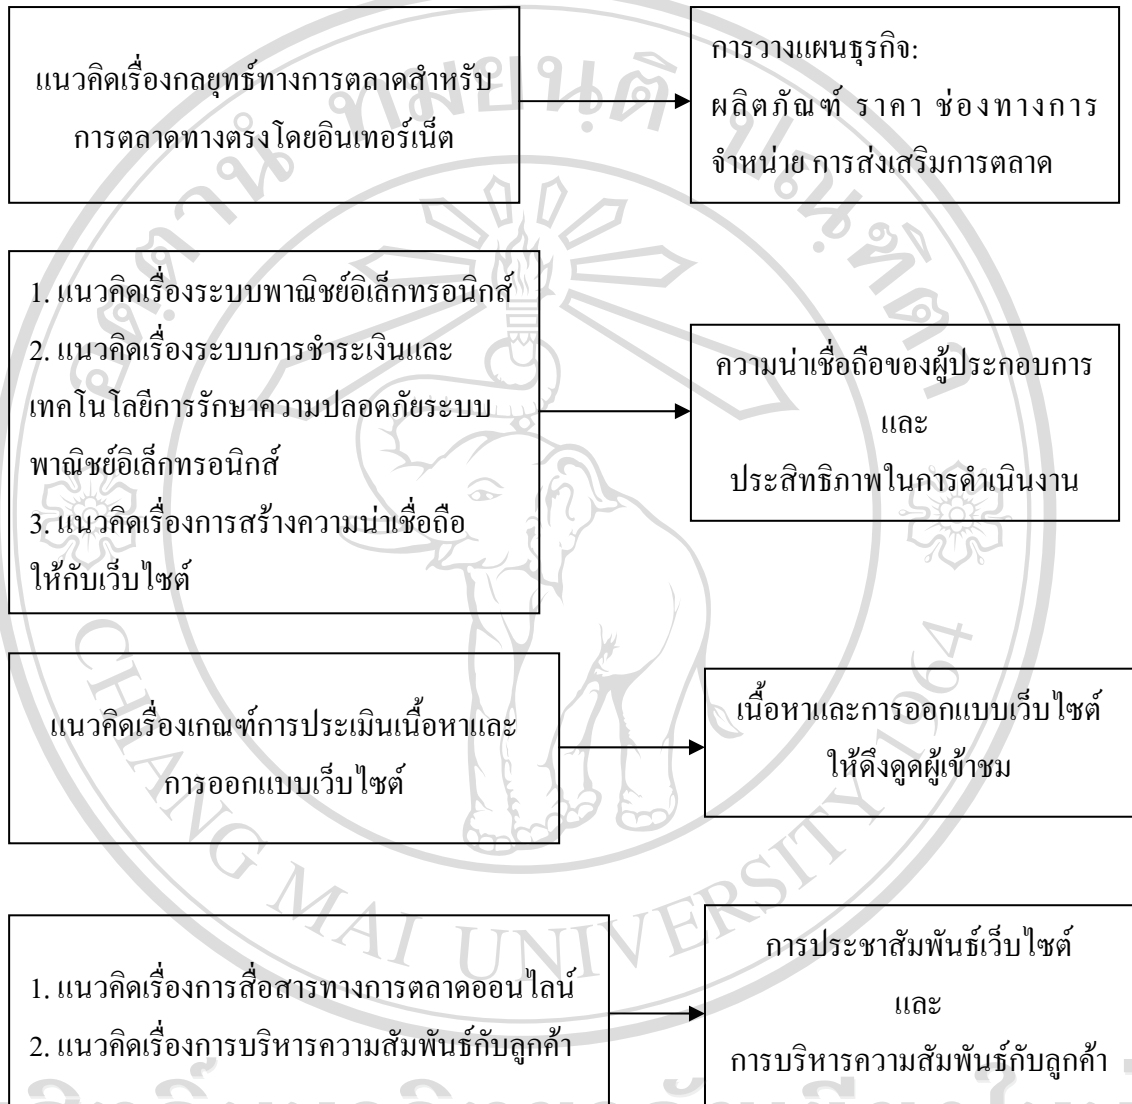 แนวคิดเรื่องกลยุทธ์ทางการตลาดสำหรับ
การตลาดทางตรงโดยอินเทอร์เน็ต
การวางแผนธุรกิจ:
ผลิตภัณฑ์ ราคา ช่องทางการ
จำหน่าย การส่งเสริมการตลาด
1. แนวคิดเรื่องระบบพาณิชย์อิเล็กทรอนิกส์
2. แนวคิดเรื่องระบบการชำระเงินและ
เทคโนโลยีการรักษาความปลอดภัยระบบ
พาณิชย์อิเล็กทรอนิกส์
3. แนวคิดเรื่องการสร้างความน่าเชื่อถือ
ให้กับเว็บไซต์
ความน่าเชื่อถือของผู้ประกอบการ
และ
ประสิทธิภาพในการดำเนินงาน
แนวคิดเรื่องเกณฑ์การประเมินเนื้อหาและ
การออกแบบเว็บไซต์
เนื้อหาและการออกแบบเว็บไซต์
ให้ดึงดูดผู้เข้าชม
1. แนวคิดเรื่องการสื่อสารทางการตลาดออนไลน์
2. แนวคิดเรื่องการบริหารความสัมพันธ์กับลูกค้า
การประชาสัมพันธ์เว็บไซต์
และ
การบริหารความสัมพันธ์กับลูกค้า
CHIANG MAI UNIVERSITY 1964